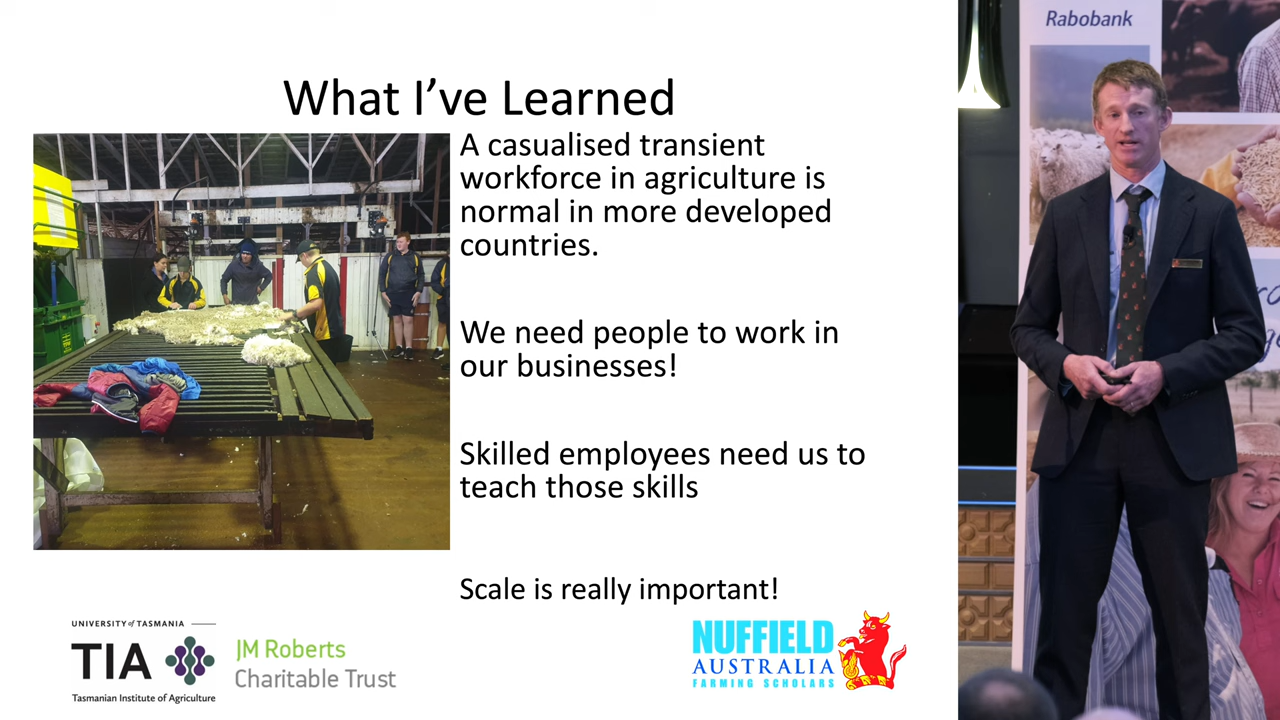 What I've Learned
A casualised transient
workforce in agriculture is
normal in more developed
countries.
We need people to work in
our businesses!
Skilled employees need us to
teach those skills
Scale is really important!
UNIVERSITY of TASMANIA
TIA
Tasmanian Institute of Agriculture
JM Roberts
Charitable Trust
NUFFIELD
AUSTRALIA
FARMING SCHOLARS
Rabobank